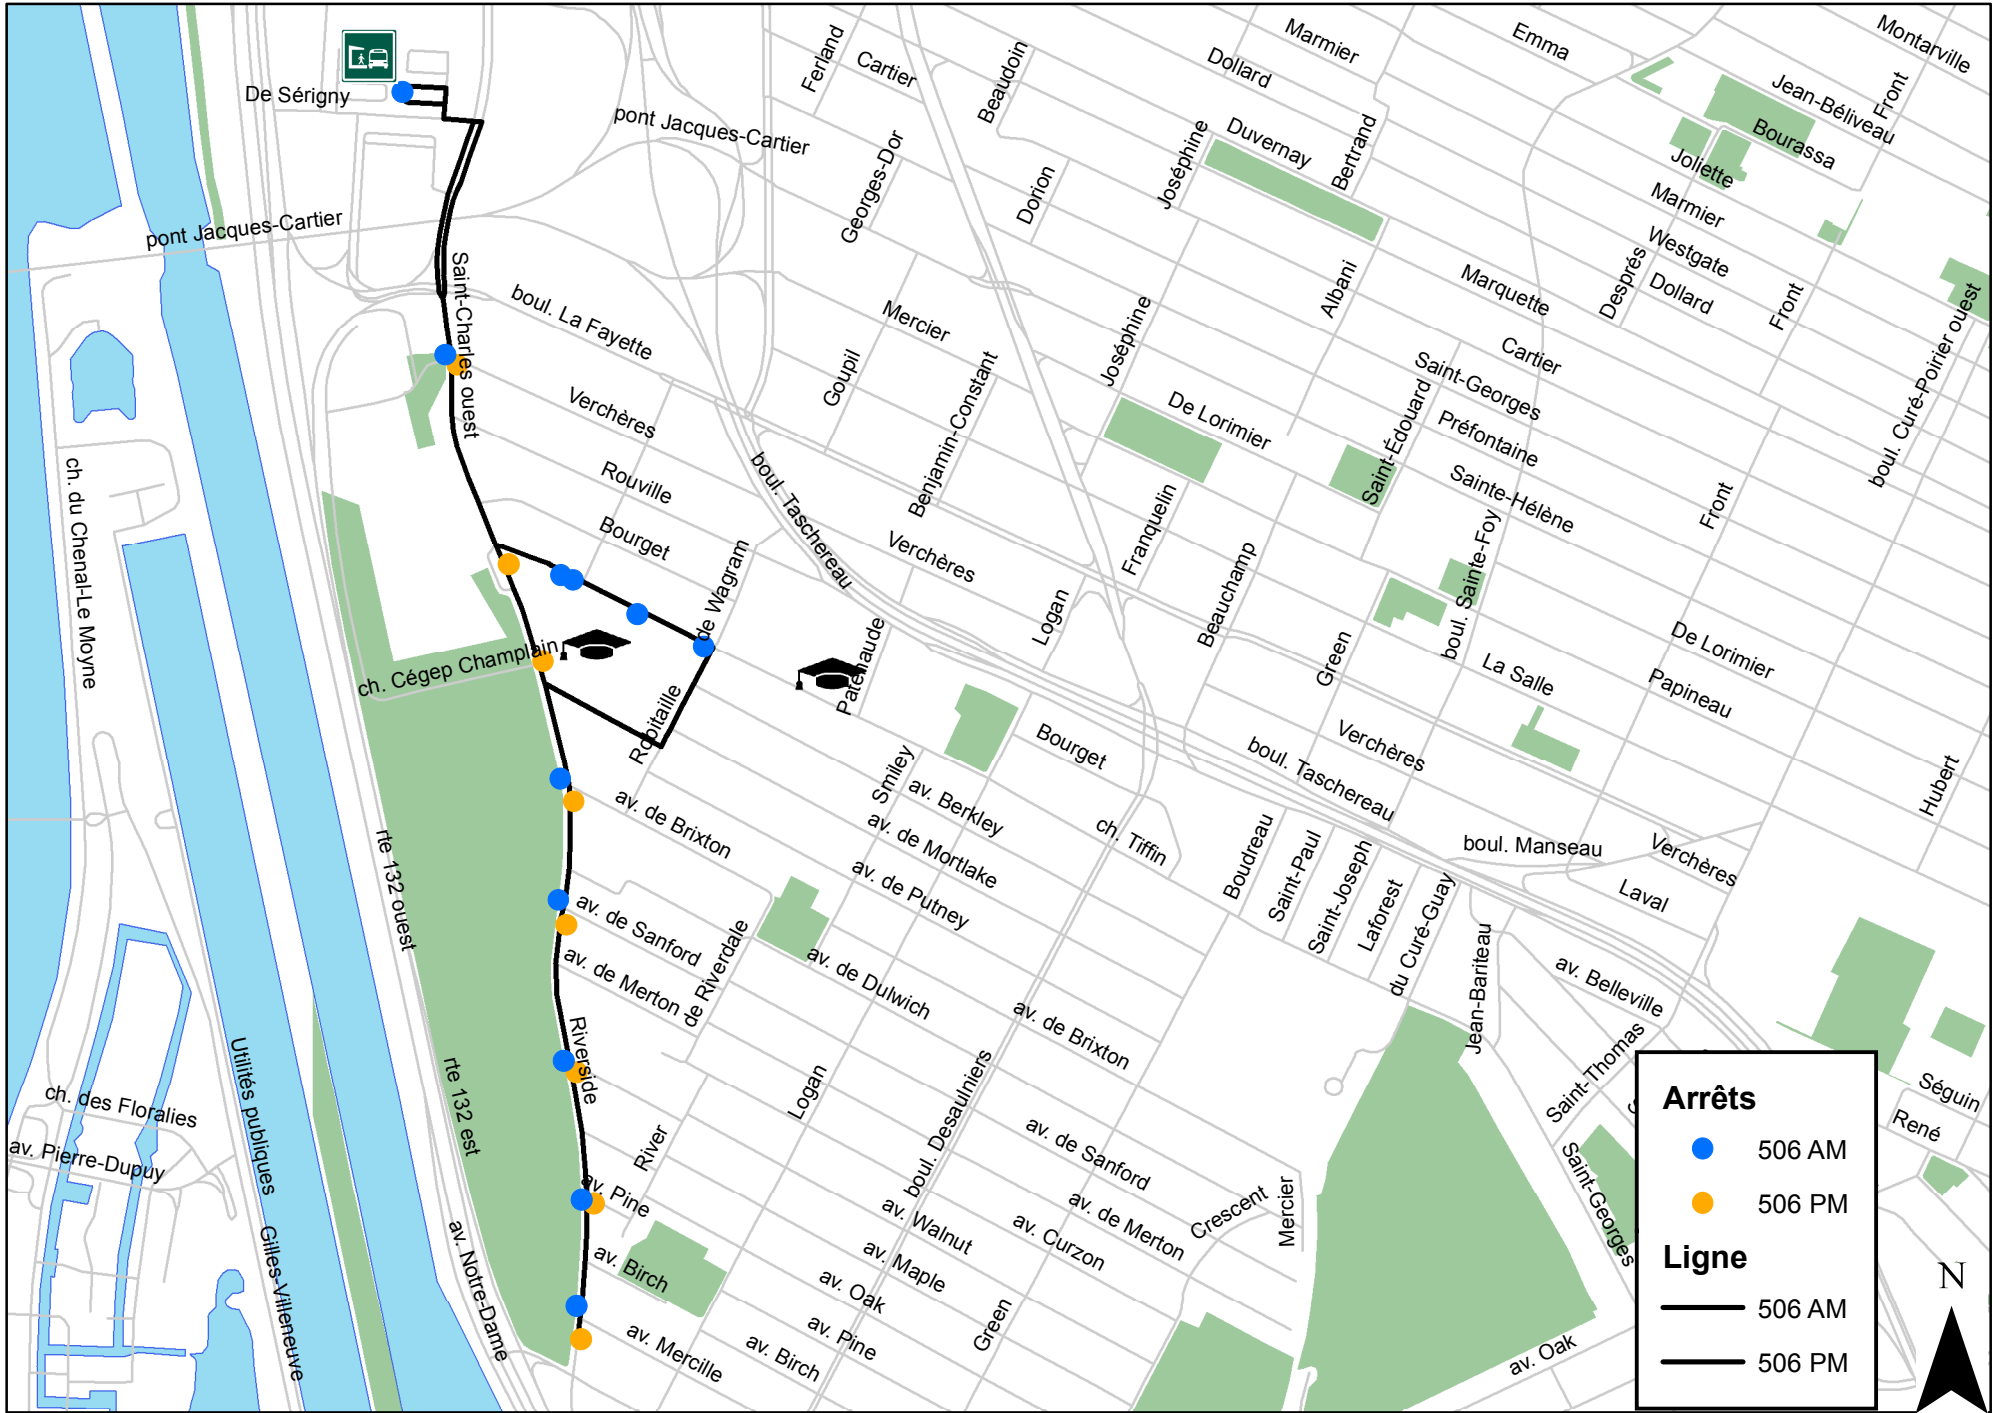 Montarville
Emma
Marmier
Ferland
Cartier
Dollard
Beaudoin
Jean-Béliveau
Front
De Sérigny
pont Jacques-Cartier
Duvernay
Bertrand
Bourassa
Joliette
Joséphine
Georges-Dor
Dorion
Marmier
pont Jacques-Cartier
Westgate
Després
Dollard
Front
Saint-Charles ouest
boul. La Fayette
Mercier
Albani
Marquette
Cartier
boul. Curé-Poirier ouest
Joséphine
Goupil
Benjamin-Constant
Saint-Georges
Saint-Édouard
Préfontaine
Verchères
De Lorimier
Rouville
boul. Taschereau
Sainte-Hélène
Front
ch. du Chenal-Le Moyne
Bourget
Verchères
Franquelin
boul. Sainte-Foy
de Wagram
Beauchamp
Logan
Green
De Lorimier
ch. Cégep Champlain
Patenaude
La Salle
Papineau
Robitaille
Bourget
Verchères
boul. Taschereau
Smiley
Hubert
av. de Brixton
av. Berkley
av. de Mortlake
ch. Tiffin
boul. Manseau
Verchères
rte 132 ouest
av. de Putney
Boudreau
Saint-Paul
Saint-Joseph
Laforest
du Curé-Guay
Laval
av. de Sanford
av. de Merton
de Riverdale
av. de Dulwich
Jean-Bariteau
av. Belleville
av. de Brixton
Riverside
Saint-Thomas
Utilités publiques
rte 132 est
Logan
boul. Desaulniers
Séguin
René
ch. des Floralies
av. Pierre-Dupuy
River
av. de Sanford
Saint-Georges
av. Pine
av. Walnut
av. de Merton
Crescent
Mercier
av. Curzon
av. Maple
av. Birch
av. Oak
Gilles-Villeneuve
av. Notre-Dame
av. Mercille
av. Birch
av. Pine
Green
av. Oak
Arrêts
506 AM
506 PM
Ligne
506 AM
506 PM
N